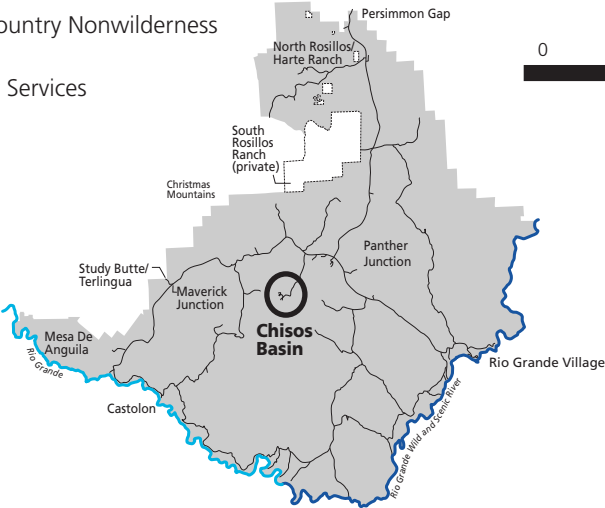 ountry Nonwilderness
Services
0
Persimmon Gap
North Rosillos/
Harte Ranch
South
Rosillos
Ranch
(private)
Christmas
Mountains
Panther
Junction
Study Butte/
Terlingua
Maverick
Junction
Chisos
Basin
Mesa De
Anguila
Rio Grande
Rio Grande Village
Castolon
Rio Grande Wild and Scenic River